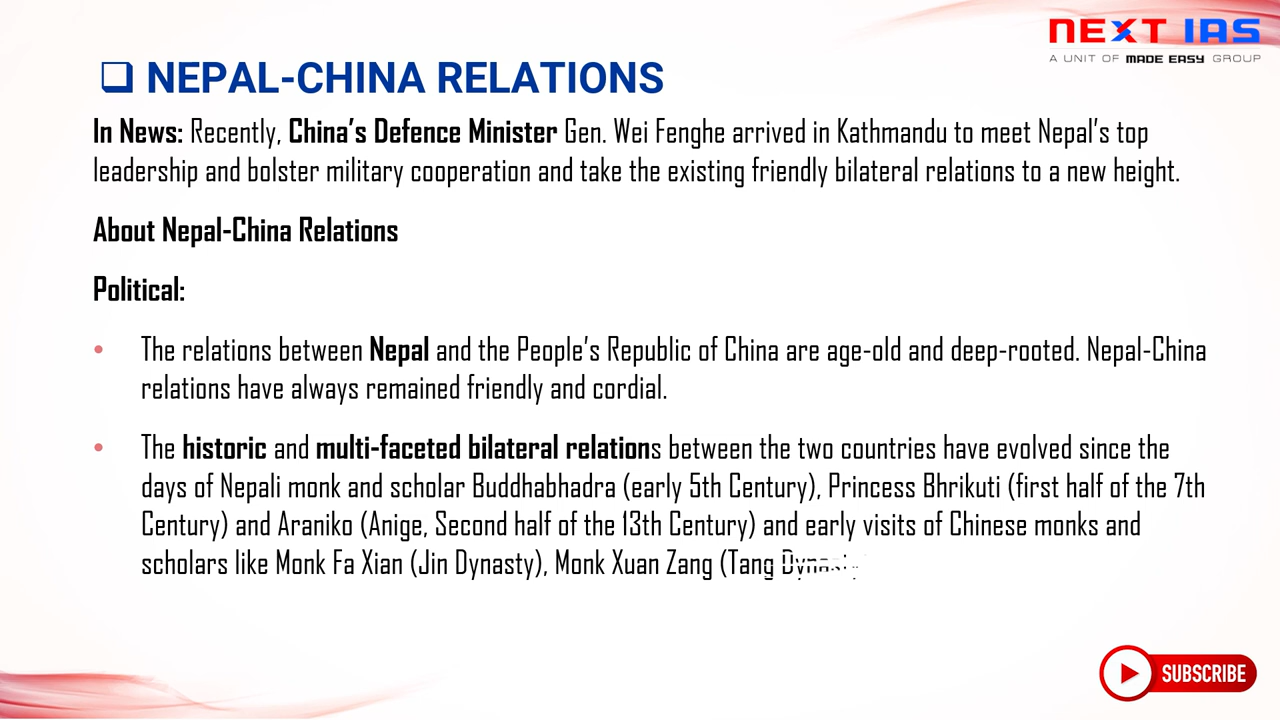 NEXT IAS
A UNIT OF MADE EASY GROUP
NEPAL-CHINA RELATIONS
In News: Recently, China's Defence Minister Gen. Wei Fenghe arrived in Kathmandu to meet Nepal's top
leadership and bolster military cooperation and take the existing friendly bilateral relations to a new height.
About Nepal-China Relations
Political:
• The relations between Nepal and the People's Republic of China are age-old and deep-rooted. Nepal-China
relations have always remained friendly and cordial.
• The historic and multi-faceted bilateral relations between the two countries have evolved since the
days of Nepali monk and scholar Buddhabhadra (early 5th Century), Princess Bhrikuti (first half of the 7th
Century) and Araniko (Anige, Second half of the 13th Century) and early visits of Chinese monks and
scholars like Monk Fa Xian (Jin Dynasty), Monk Xuan Zang (Tang
SUBSCRIBE